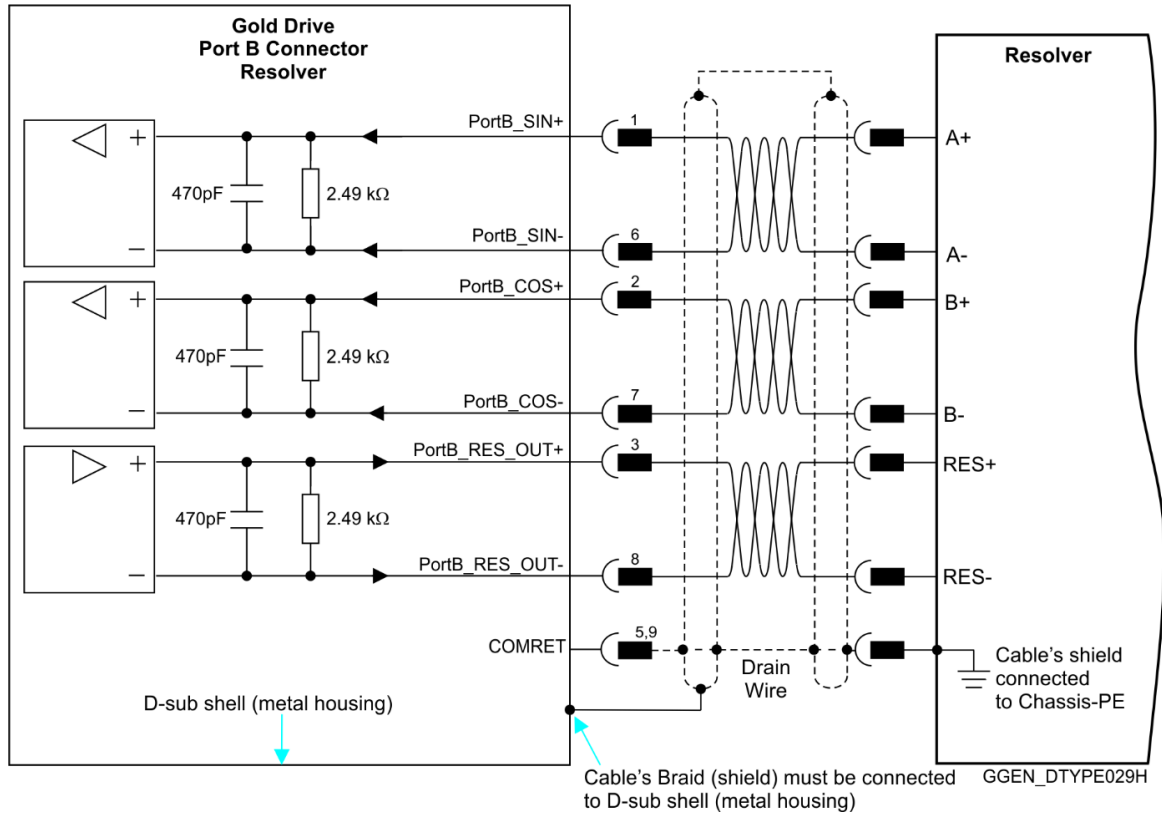 Gold Drive
Port B Connector
Resolver
Resolver
PortB_SIN+
1
+
A+
470pF
2.49 kΩ
PortB_SIN-
6
–
A-
PortB_COS+
2
+
B+
470pF
2.49 kΩ
PortB_COS-
7
–
B-
PortB_RES_OUT+
3
+
RES+
470pF
2.49 kΩ
PortB_RES_OUT-
8
–
RES-
COMRET
5,9
Drain
Wire
Cable's shield
connected
to Chassis-PE
D-sub shell (metal housing)
Cable's Braid (shield) must be connected
to D-sub shell (metal housing)
GGEN_DTYPE029H